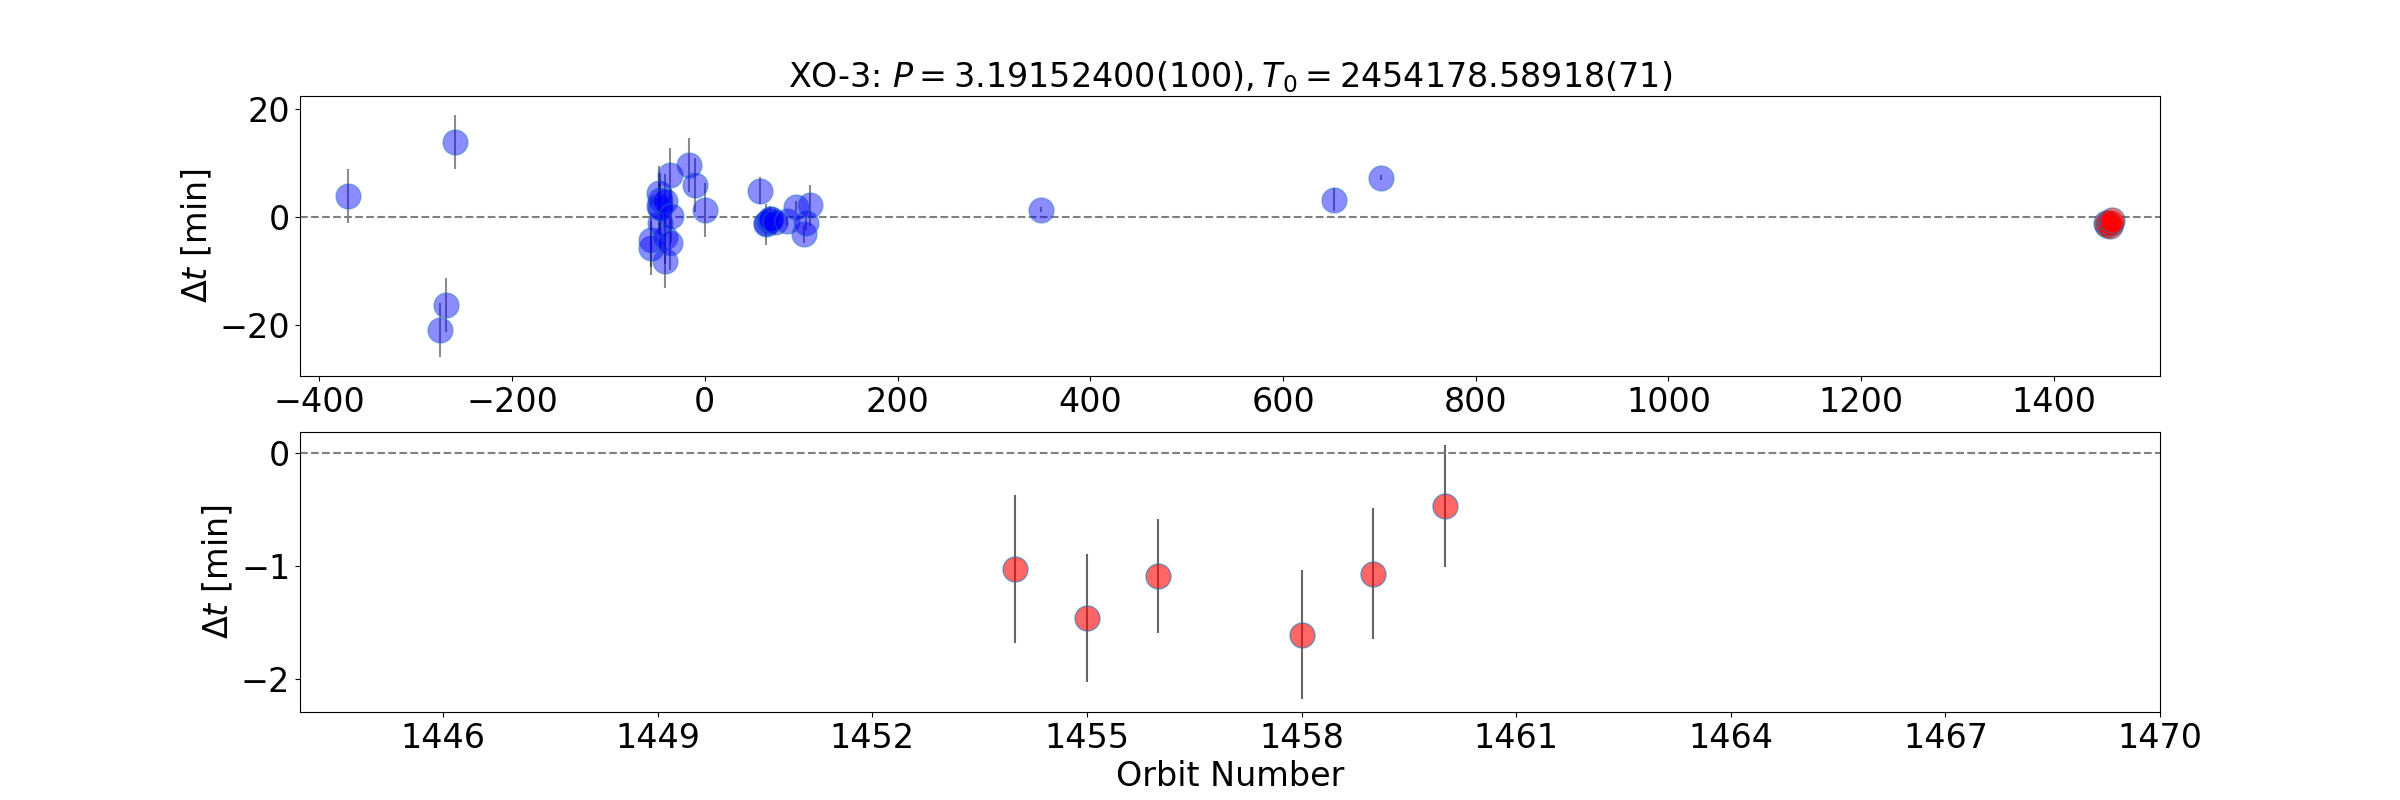 XO-3: P = 3.19152400(100), T₀ = 2454178.58918(71)
Δt [min]
20
0
−20
−400 −200 0 200 400 600 800 1000 1200 1400
Δt [min]
0
−1
−2
1446 1449 1452 1455 1458 1461 1464 1467 1470
Orbit Number